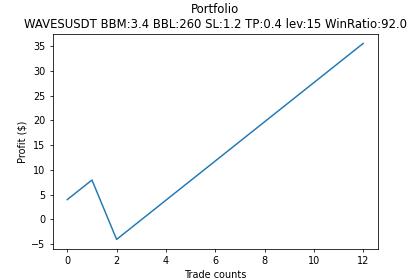 Portfolio
WAVESUSDT BBM:3.4 BBL:260 SL:1.2 TP:0.4 lev:15 WinRatio:92.0
Profit ($)
35
30
25
20
15
10
5
0
−5
0 2 4 6 8 10 12
Trade counts